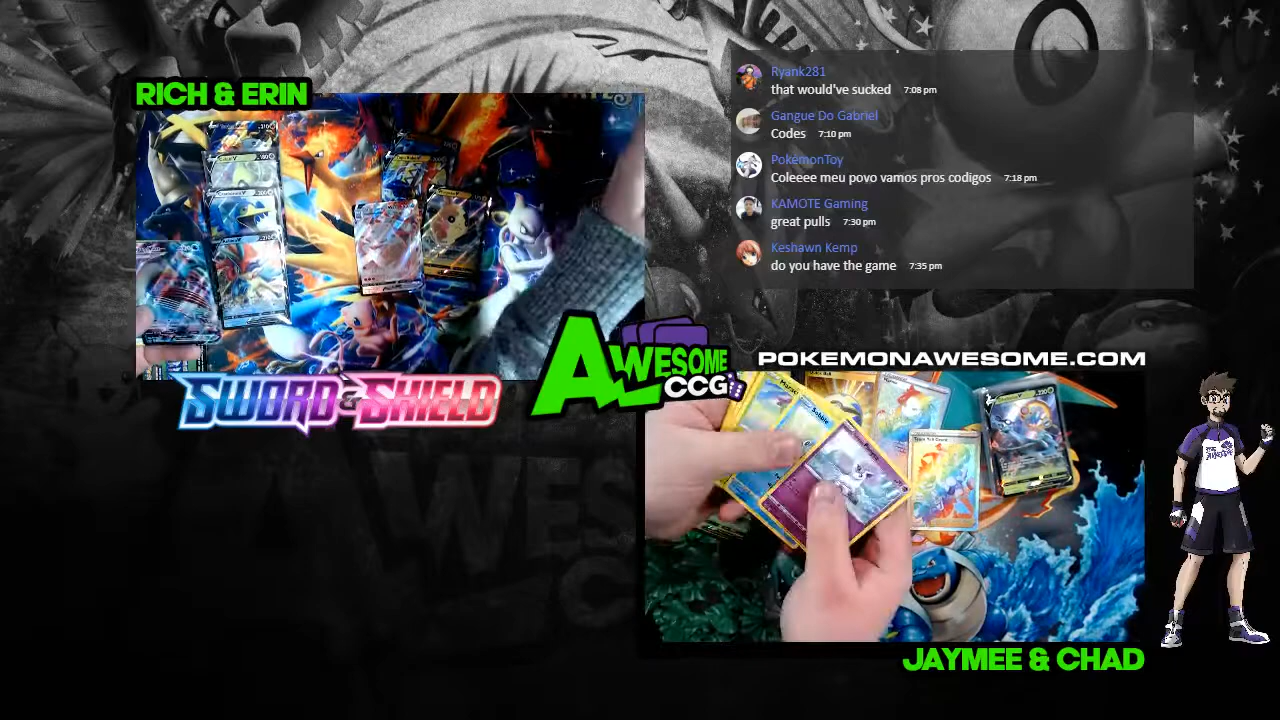 RICH & ERIN
Ryank281
that would've sucked 7:08 pm
Gangue Do Gabriel
Codes 7:10 pm
PokémonToy
Coleeee meu povo vamos pros codigos 7:18 pm
KAMOTE Gaming
great pulls 7:30 pm
Keshawn Kemp
do you have the game 7:35 pm
SWORD & SHIELD
AWESOME
CCG
POKEMONAWESOME.COM
Sobble
JAYMEE & CHAD